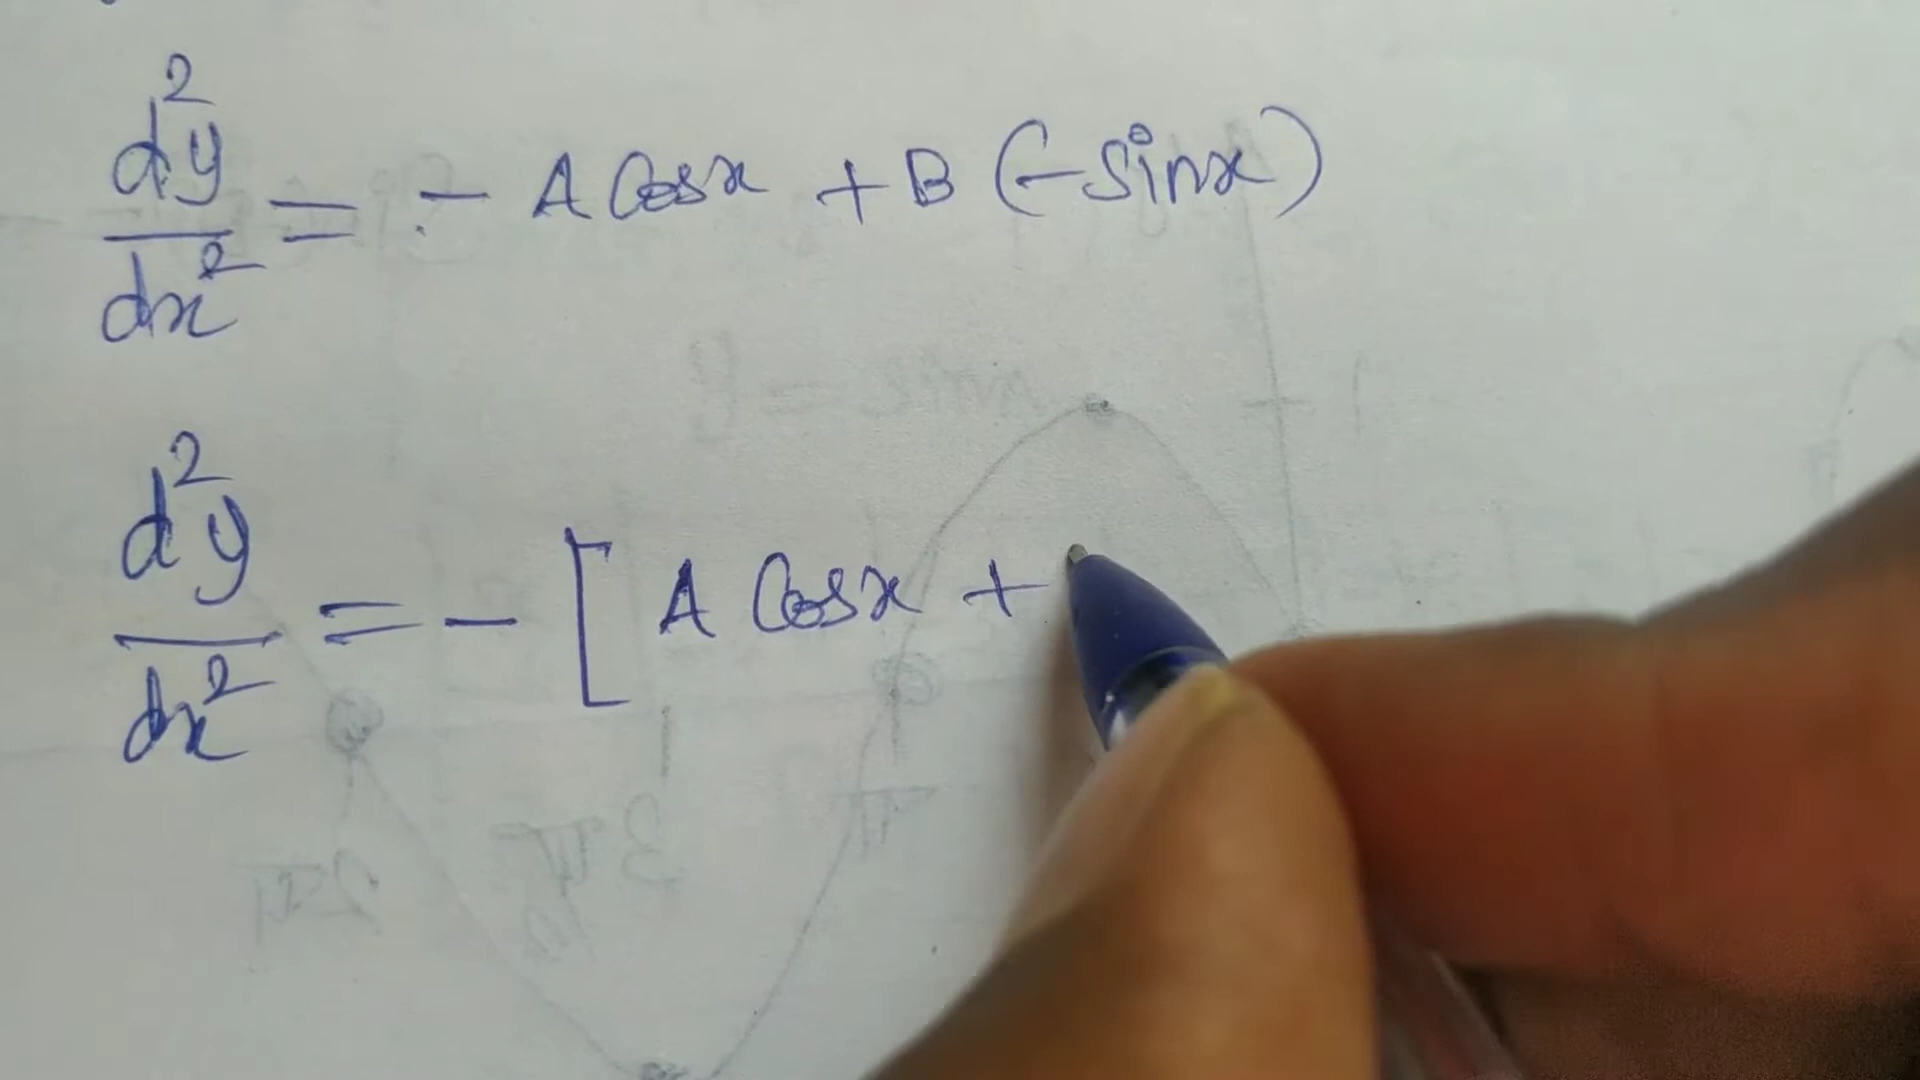 d²y/dx² = - A Cosx + B (-Sinx)
d²y/dx² = - [ A Cosx +